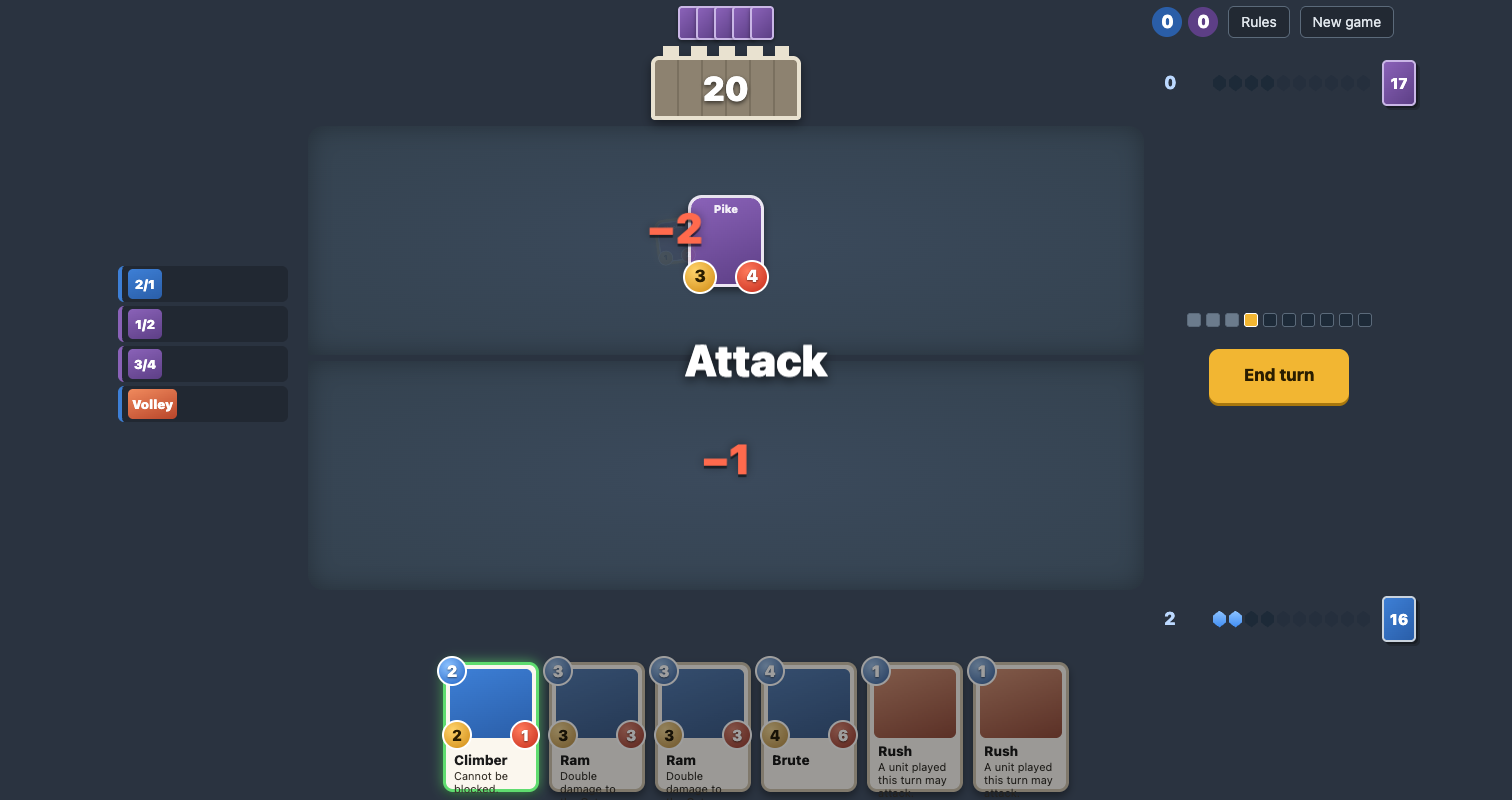 0
0
Rules
New game
20
0
17
Pike
−2
3
4
2/1
1/2
3/4
Volley
Attack
End turn
−1
2
16
2
2
1
Climber
Cannot be
blocked
3
3
3
Ram
Double
damage to
3
3
3
Ram
Double
damage to
4
4
6
Brute
1
Rush
A unit played
this turn may
attack
1
Rush
A unit played
this turn may
attack